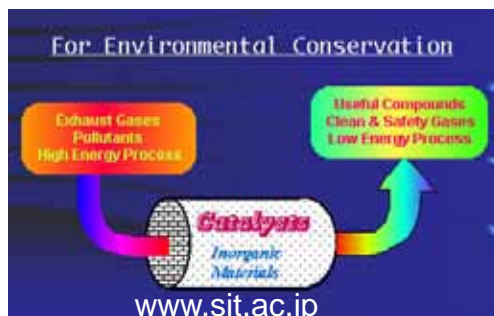 For Environmental Conservation
Exhaust Gases
Pollutants
High Energy Process
Useful Compounds
Clean & Safety Gases
Low Energy Process
Catalysts
Inorganic
Materials
www.sit.ac.jp